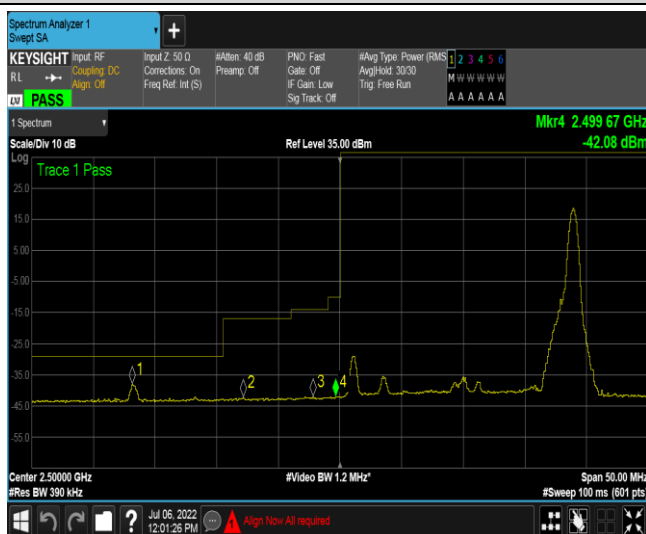 Spectrum Analyzer 1
Swept SA
+
KEYSIGHT Input: RF Input Z: 50 Ω #Atten: 40 dB PNO: Fast #Avg Type: Power (RMS 1 2 3 4 5 6
RL Coupling: DC Corrections: On Preamp: Off Gate: Off Avg|Hold: 30/30 M W W W W W
Align: Off Freq Ref: Int (S) IF Gain: Low Trig: Free Run
LXI PASS Sig Track: Off A A A A A A
1 Spectrum
Mkr4 2.499 67 GHz
Scale/Div 10 dB Ref Level 35.00 dBm -42.08 dBm
Log
Trace 1 Pass
25.0
15.0
5.00
-5.00
-15.0
-25.0
-35.0
-45.0
-55.0
1
2
3
4
Center 2.50000 GHz #Video BW 1.2 MHz* Span 50.00 MHz
#Res BW 390 kHz #Sweep 100 ms (601 pts)
? Jul 06, 2022
12:01:26 PM
1 Align Now All required